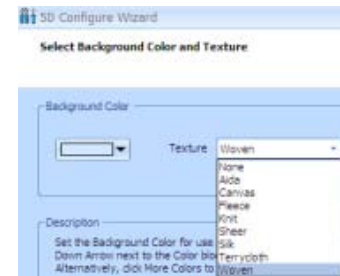 5D Configure Wizard
Select Background Color and Texture
Background Color
Texture Woven
None
Aida
Canvas
Fleece
Knit
Sheer
Silk
Terrycloth
Woven
Description
Set the Background Color for use
Down Arrow next to the Color
Alternatively, click More Colors to